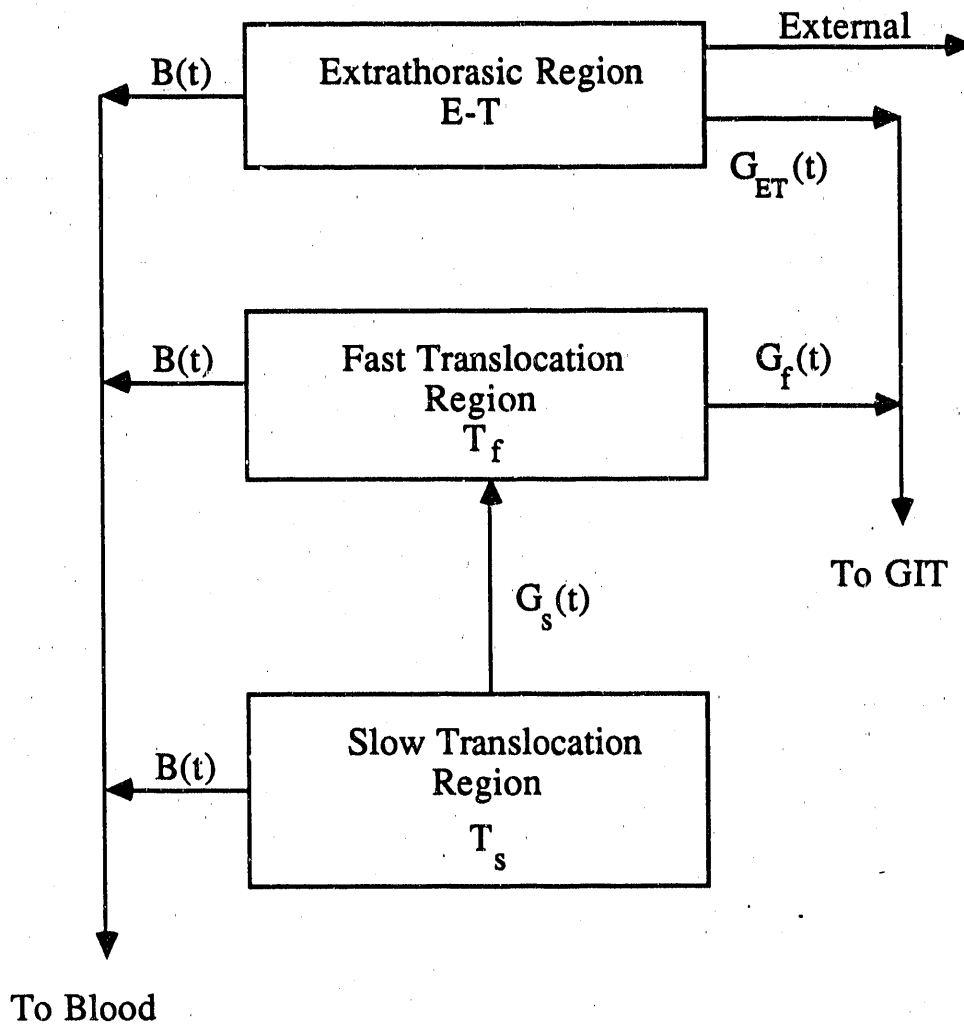 External
B(t)
Extrathorasic Region
E-T
G_ET(t)
B(t)
Fast Translocation
Region
T_f
G_f(t)
To GIT
G_s(t)
B(t)
Slow Translocation
Region
T_s
To Blood